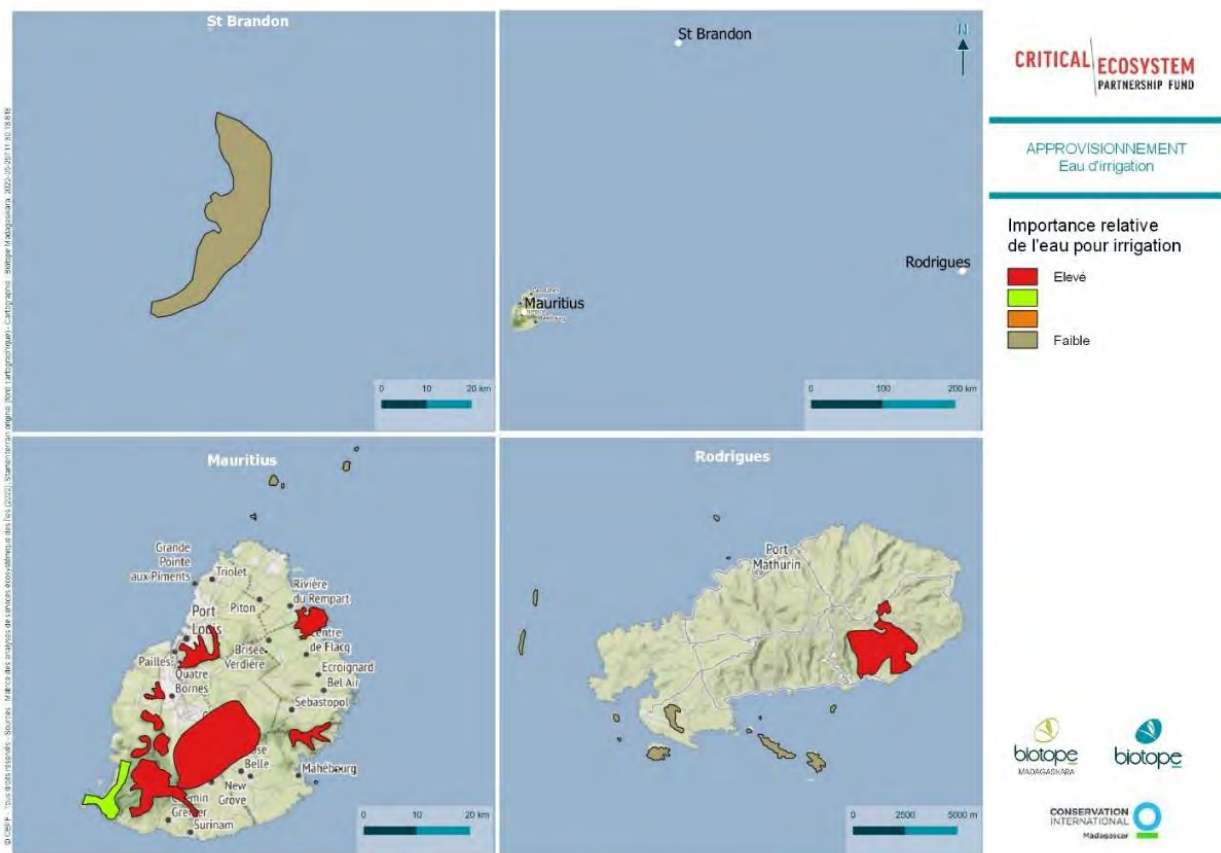 St Brandon
0 10 20 km
St Brandon
N
Rodrigues
Mauritius
0 100 200 km
CRITICAL ECOSYSTEM
PARTNERSHIP FUND
APPROVISIONNEMENT
Eau d'irrigation
Importance relative
de l'eau pour irrigation
Elevé
Faible
Mauritius
Grande
Pointe
aux Piments
Triolet
Rivière
du Rempart
Piton
Port
Louis
Pailles
Brisée
Verdière
Centre
de Flacq
Quatre
Bornes
Ecroignard
Bel Air
Sebastopol
Belle
Mahébourg
New
Grove
Chemin
Grenier
Surinam
0 10 20 km
Rodrigues
Port
Mathurin
0 2500 5000 m
biotope
MADAGASIKARA
biotope
CONSERVATION
INTERNATIONAL
Madagascar